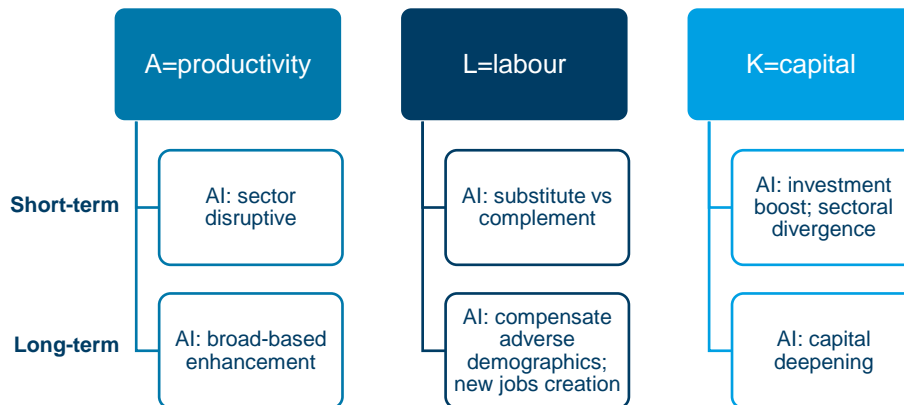 A=productivity
L=labour
K=capital
Short-term
AI: sector
disruptive
AI: substitute vs
complement
AI: investment
boost; sectoral
divergence
Long-term
AI: broad-based
enhancement
AI: compensate
adverse
demographics;
new jobs creation
AI: capital
deepening